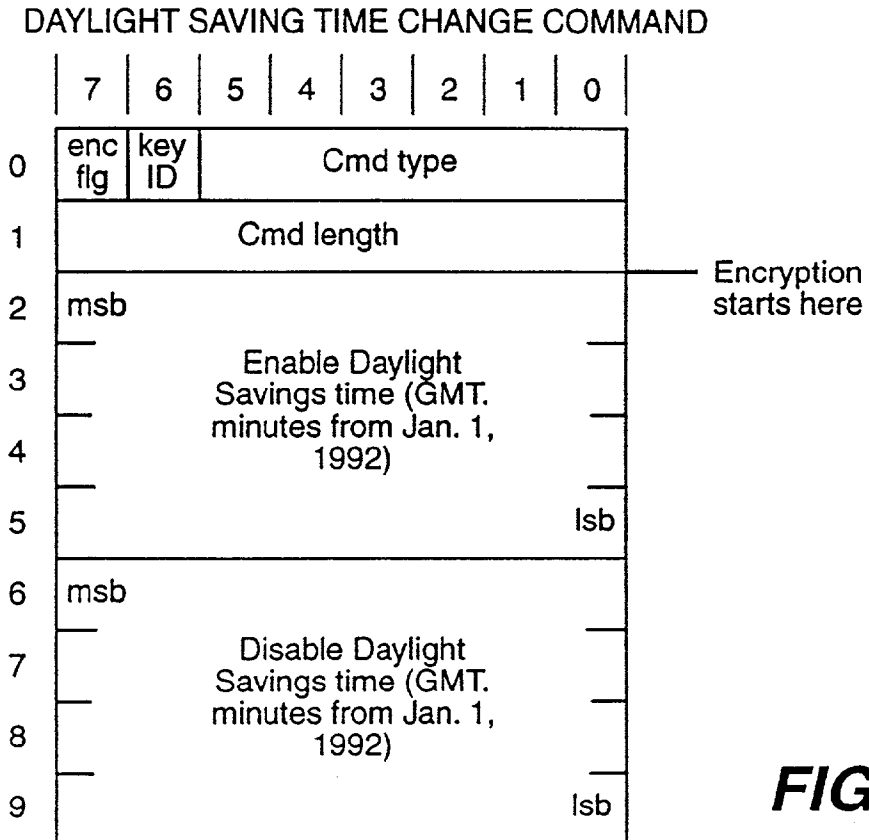 DAYLIGHT SAVING TIME CHANGE COMMAND
7 6 5 4 3 2 1 0
0 enc flg key ID Cmd type
1 Cmd length
Encryption
starts here
2 msb
3 Enable Daylight
Savings time (GMT.
minutes from Jan. 1,
4 1992)
5 lsb
6 msb
7 Disable Daylight
Savings time (GMT.
minutes from Jan. 1,
8 1992)
9 lsb
FIG